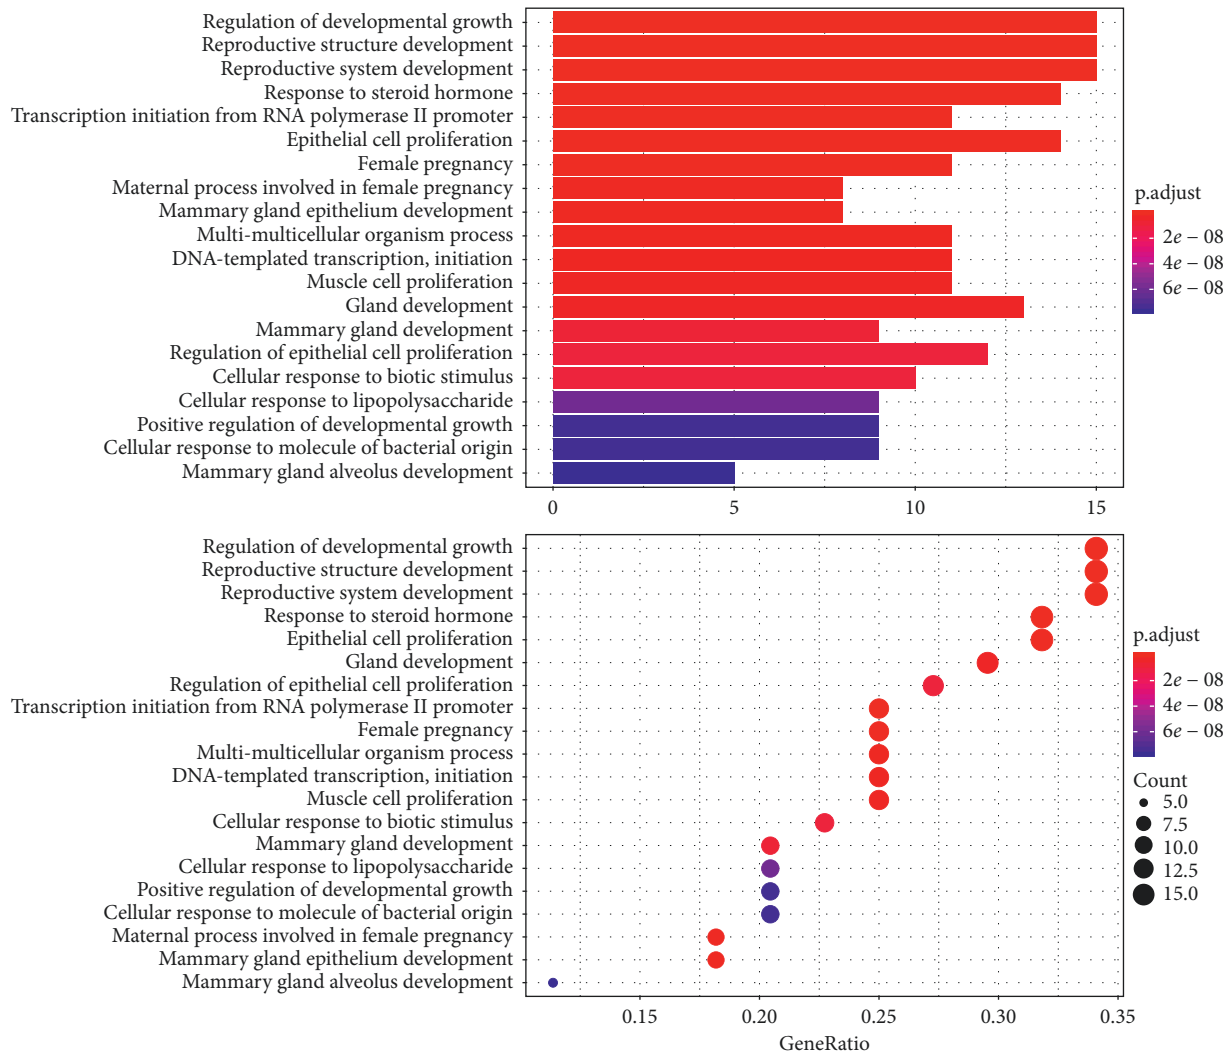 Regulation of developmental growth
Reproductive structure development
Reproductive system development
Response to steroid hormone
Transcription initiation from RNA polymerase II promoter
Epithelial cell proliferation
Female pregnancy
Maternal process involved in female pregnancy
Mammary gland epithelium development
Multi-multicellular organism process
DNA-templated transcription, initiation
Muscle cell proliferation
Gland development
Mammary gland development
Regulation of epithelial cell proliferation
Cellular response to biotic stimulus
Cellular response to lipopolysaccharide
Positive regulation of developmental growth
Cellular response to molecule of bacterial origin
Mammary gland alveolus development
0 5 10 15
p.adjust
2e − 08
4e − 08
6e − 08
Regulation of developmental growth
Reproductive structure development
Reproductive system development
Response to steroid hormone
Epithelial cell proliferation
Gland development
Regulation of epithelial cell proliferation
Transcription initiation from RNA polymerase II promoter
Female pregnancy
Multi-multicellular organism process
DNA-templated transcription, initiation
Muscle cell proliferation
Cellular response to biotic stimulus
Mammary gland development
Cellular response to lipopolysaccharide
Positive regulation of developmental growth
Cellular response to molecule of bacterial origin
Maternal process involved in female pregnancy
Mammary gland epithelium development
Mammary gland alveolus development
0.15 0.20 0.25 0.30 0.35
GeneRatio
p.adjust
2e − 08
4e − 08
6e − 08
Count
5.0
7.5
10.0
12.5
15.0